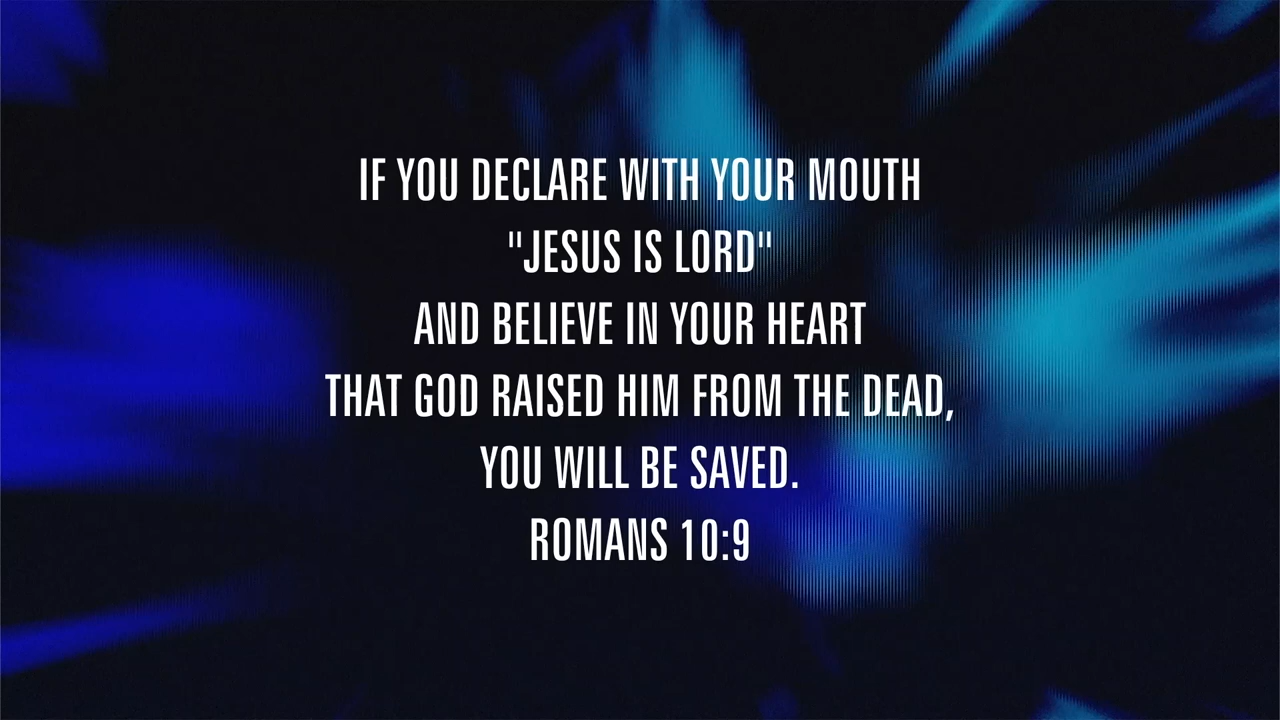 IF YOU DECLARE WITH YOUR MOUTH
"JESUS IS LORD"
AND BELIEVE IN YOUR HEART
THAT GOD RAISED HIM FROM THE DEAD,
YOU WILL BE SAVED.
ROMANS 10:9